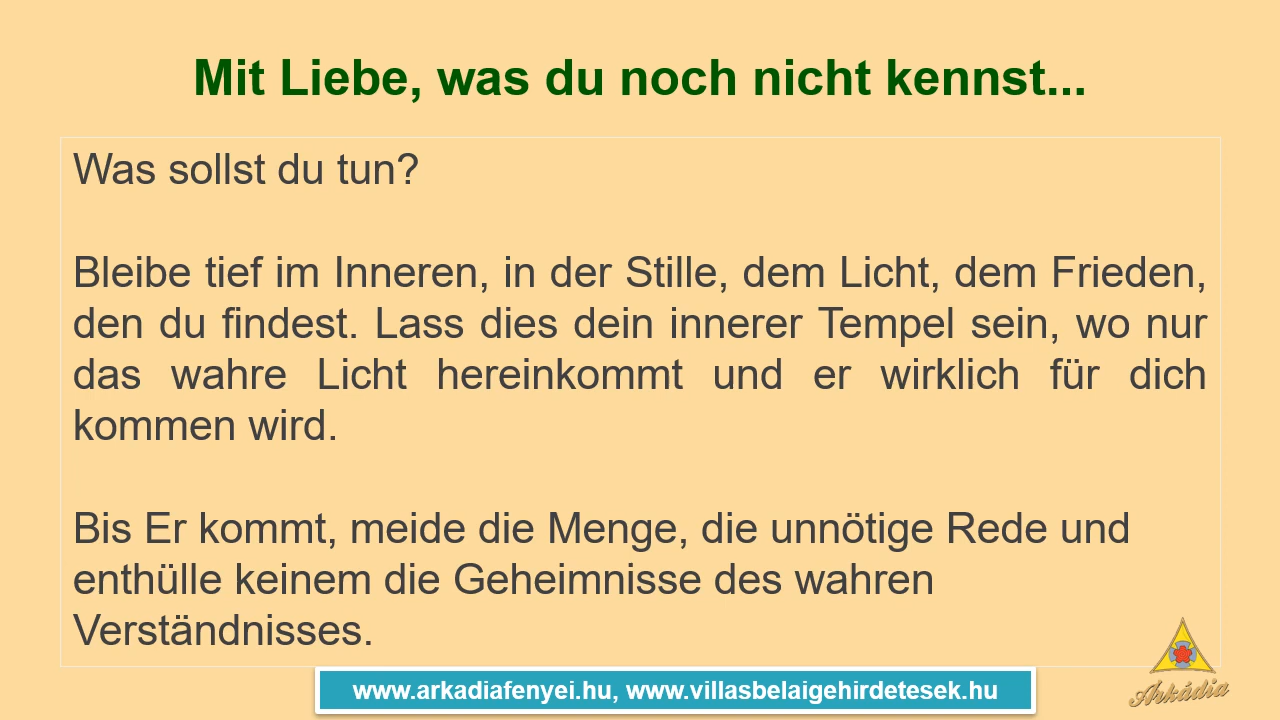 Mit Liebe, was du noch nicht kennst...
Was sollst du tun?
Bleibe tief im Inneren, in der Stille, dem Licht, dem Frieden,
den du findest. Lass dies dein innerer Tempel sein, wo nur
das wahre Licht hereinkommt und er wirklich für dich
kommen wird.
Bis Er kommt, meide die Menge, die unnötige Rede und
enthülle keinem die Geheimnisse des wahren
Verständnisses.
www.arkadiafenyei.hu, www.villasbelaigehirdetesek.hu
Arkádia